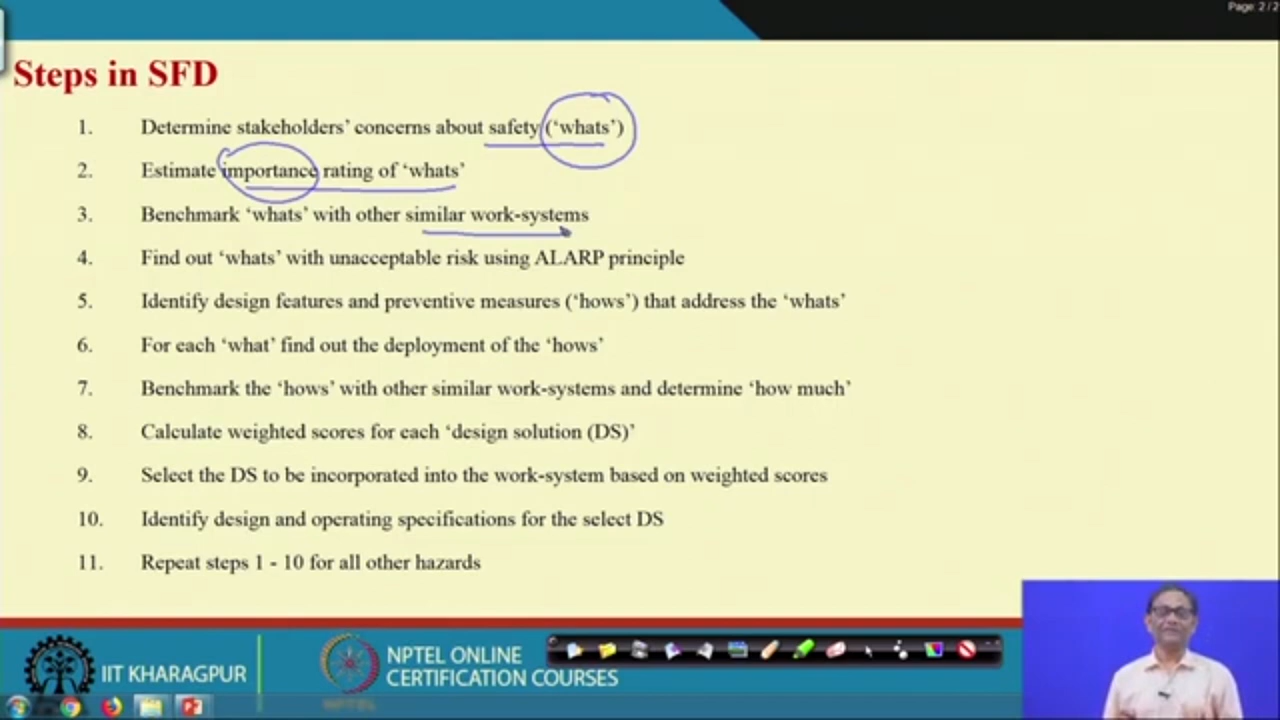 Page: 2 / 2
Steps in SFD
1. Determine stakeholders’ concerns about safety (‘whats’)
2. Estimate importance rating of ‘whats’
3. Benchmark ‘whats’ with other similar work-systems
4. Find out ‘whats’ with unacceptable risk using ALARP principle
5. Identify design features and preventive measures (‘hows’) that address the ‘whats’
6. For each ‘what’ find out the deployment of the ‘hows’
7. Benchmark the ‘hows’ with other similar work-systems and determine ‘how much’
8. Calculate weighted scores for each ‘design solution (DS)’
9. Select the DS to be incorporated into the work-system based on weighted scores
10. Identify design and operating specifications for the select DS
11. Repeat steps 1 - 10 for all other hazards
IIT KHARAGPUR
NPTEL ONLINE
CERTIFICATION COURSES